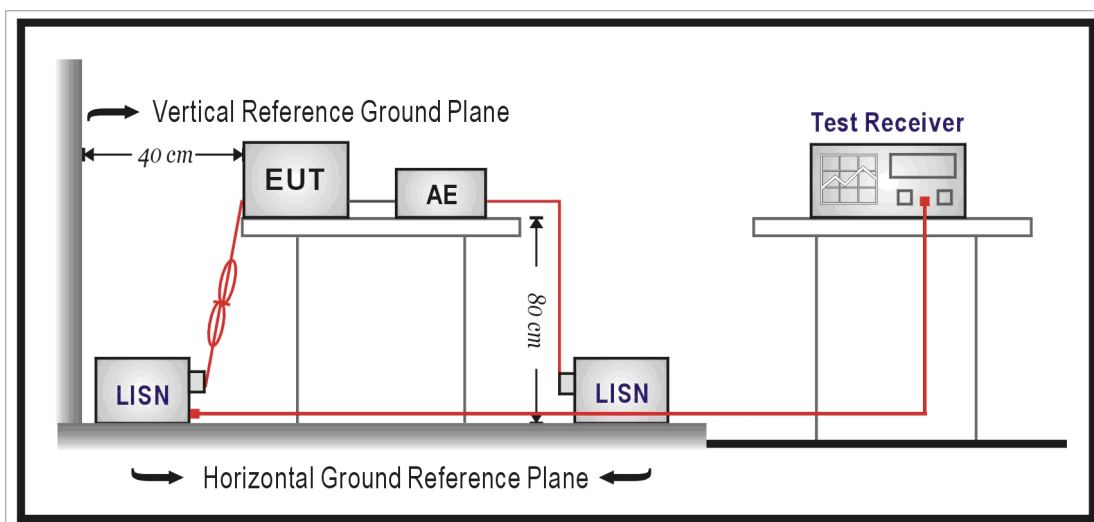 Vertical Reference Ground Plane
Test Receiver
40 cm
EUT
AE
80 cm
LISN
LISN
Horizontal Ground Reference Plane